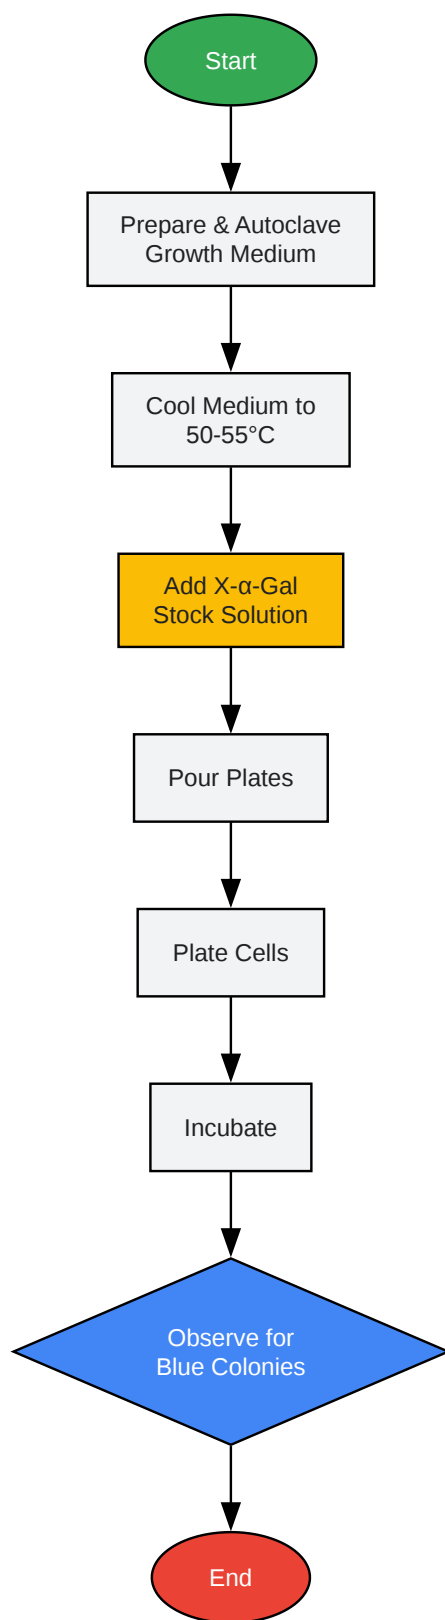 Start
Prepare & Autoclave
Growth Medium
Cool Medium to
50-55°C
Add X-α-Gal
Stock Solution
Pour Plates
Plate Cells
Incubate
Observe for
Blue Colonies
End